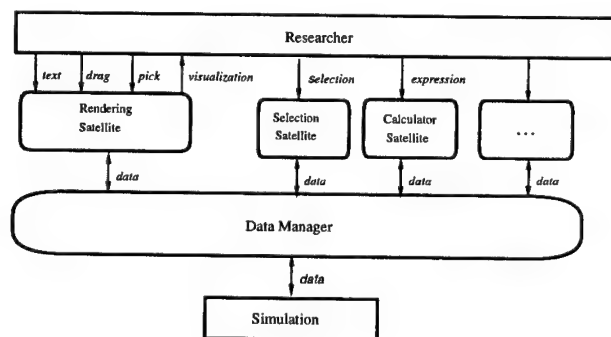 Researcher
text drag pick visualization selection expression
Rendering
Satellite
Selection
Satellite
Calculator
Satellite
...
data data data data
Data Manager
data
Simulation